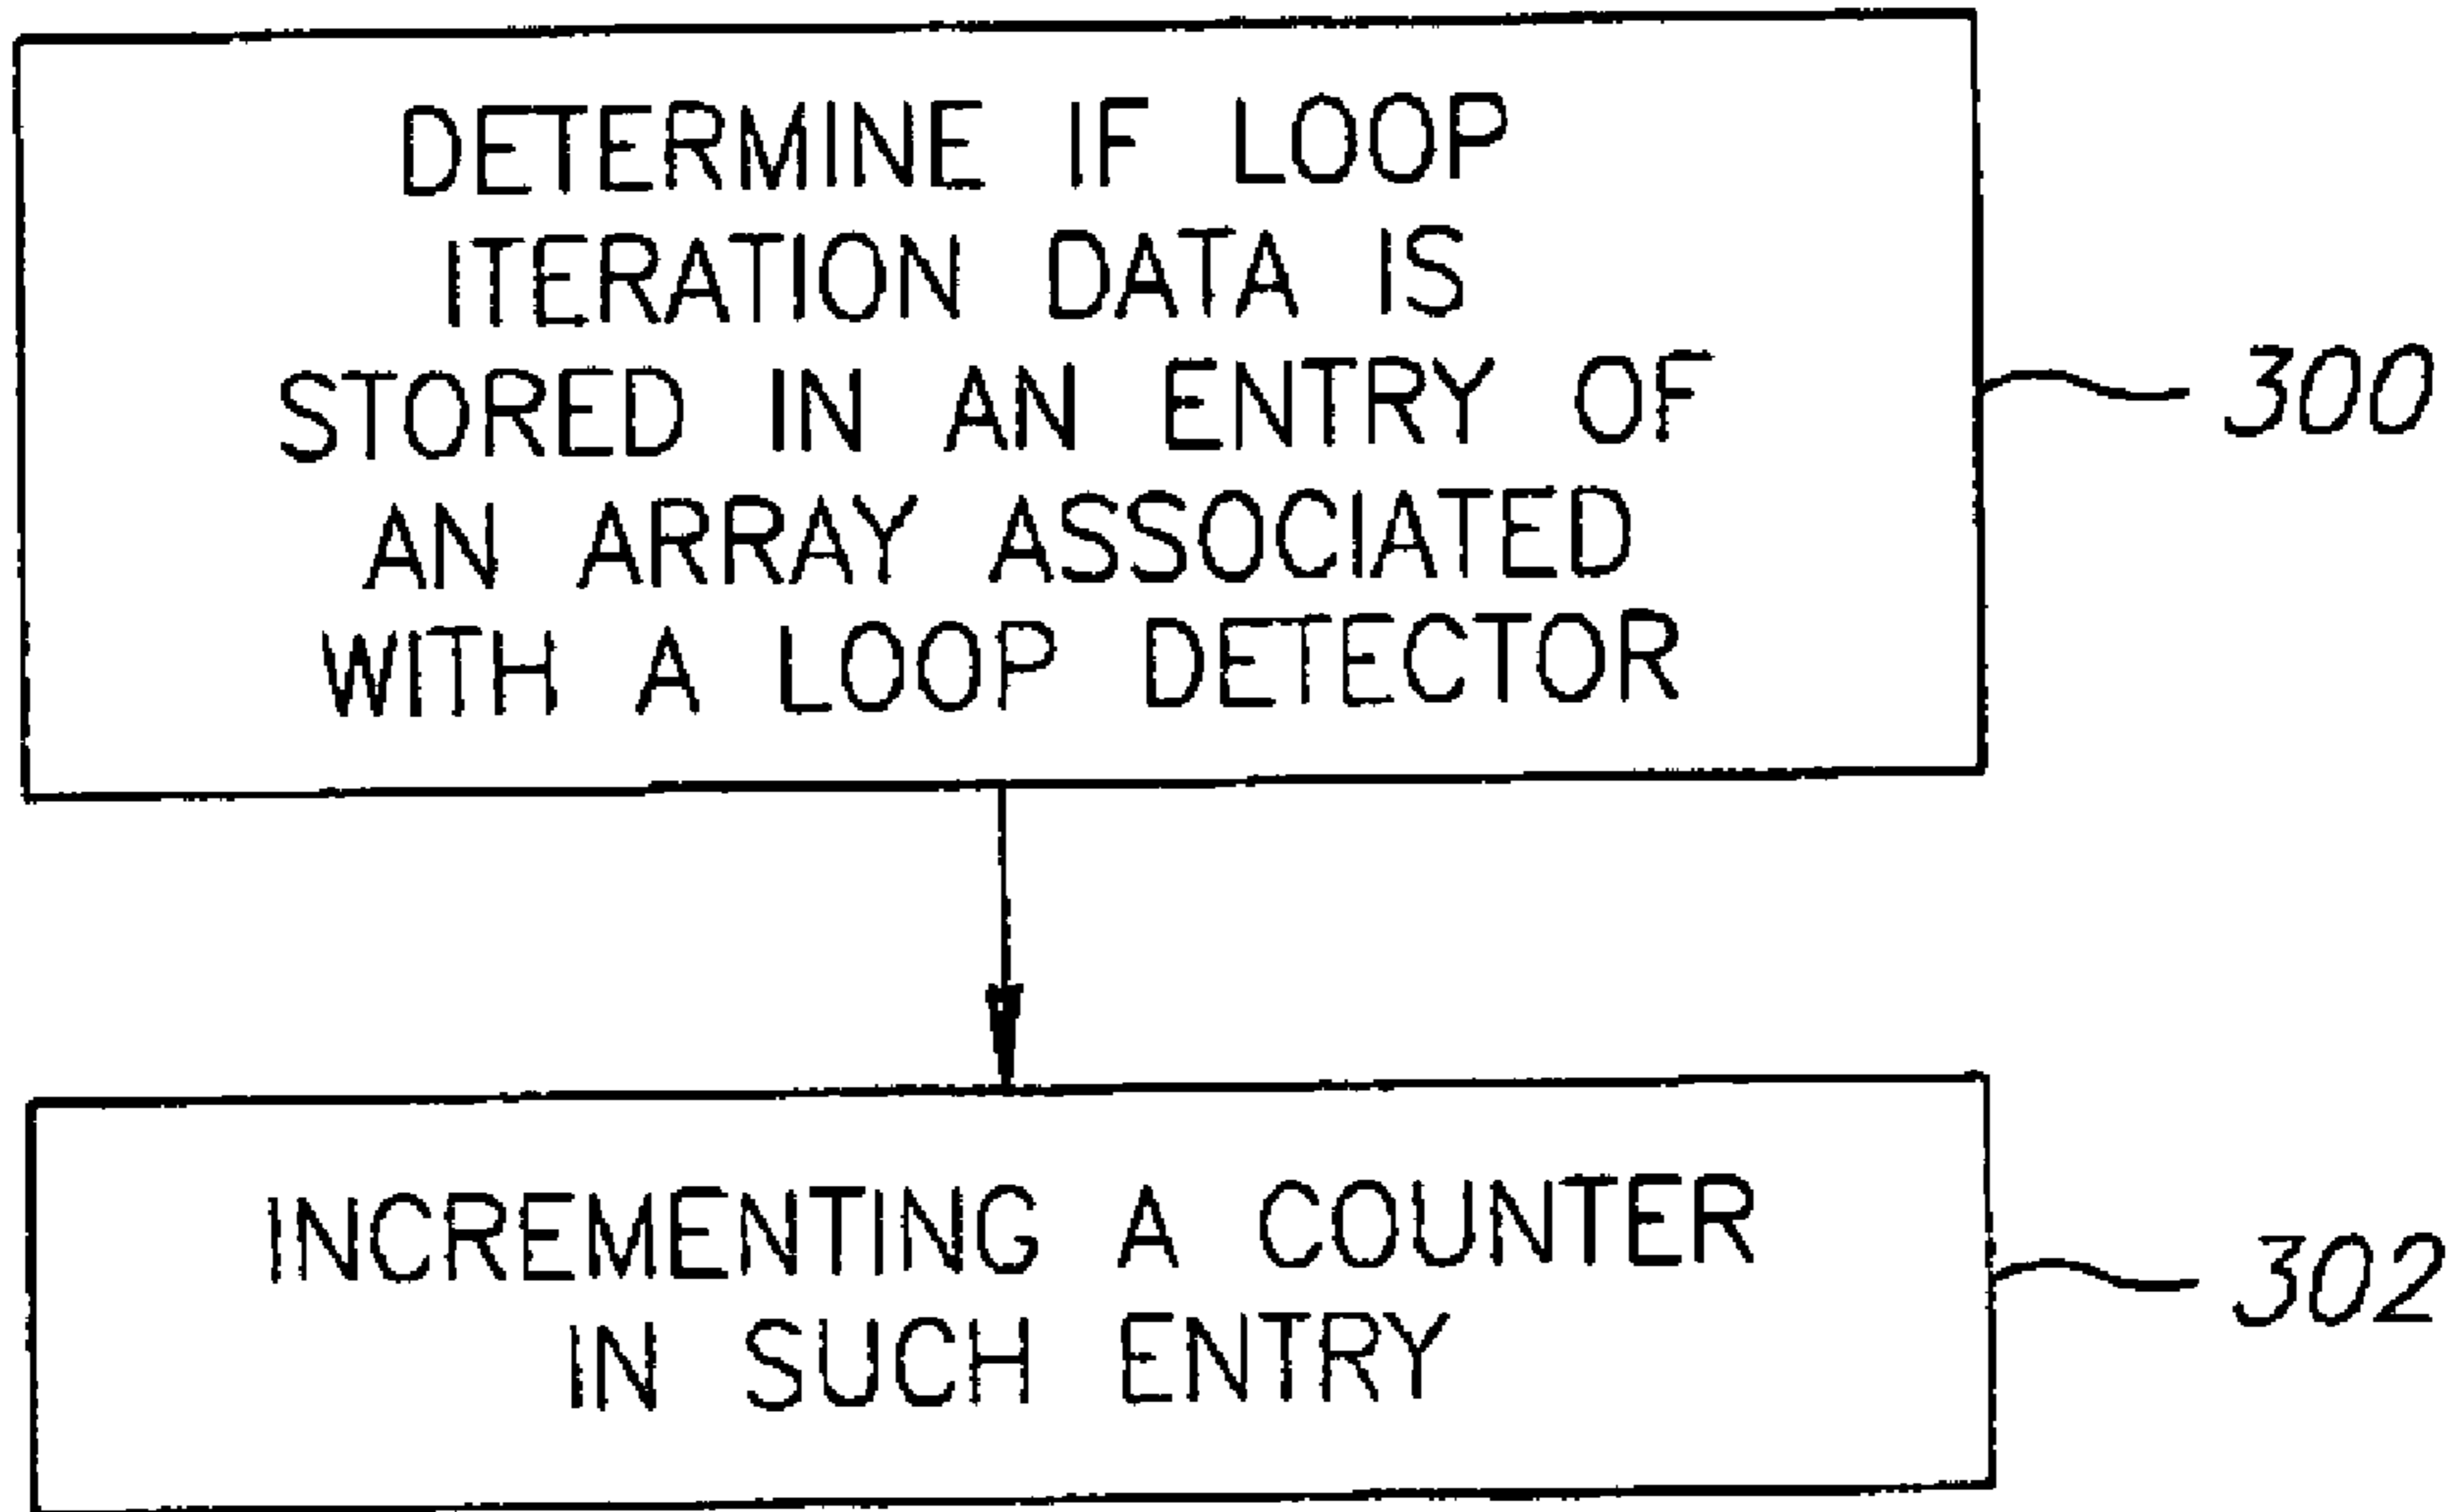 DETERMINE IF LOOP
ITERATION DATA IS
STORED IN AN ENTRY OF
AN ARRAY ASSOCIATED
WITH A LOOP DETECTOR
300
INCREMENTING A COUNTER
IN SUCH ENTRY
302